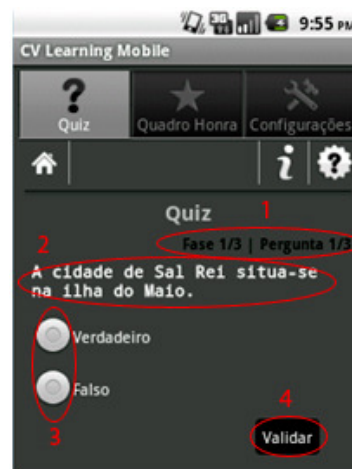 9:55 PM
CV Learning Mobile
?
Quiz
Quadro Honra
Configurações
i
?
Quiz
1
Fase 1/3 | Pergunta 1/3
2
A cidade de Sal Rei situa-se
na ilha do Maio.
Verdadeiro
Falso
3
4
Validar